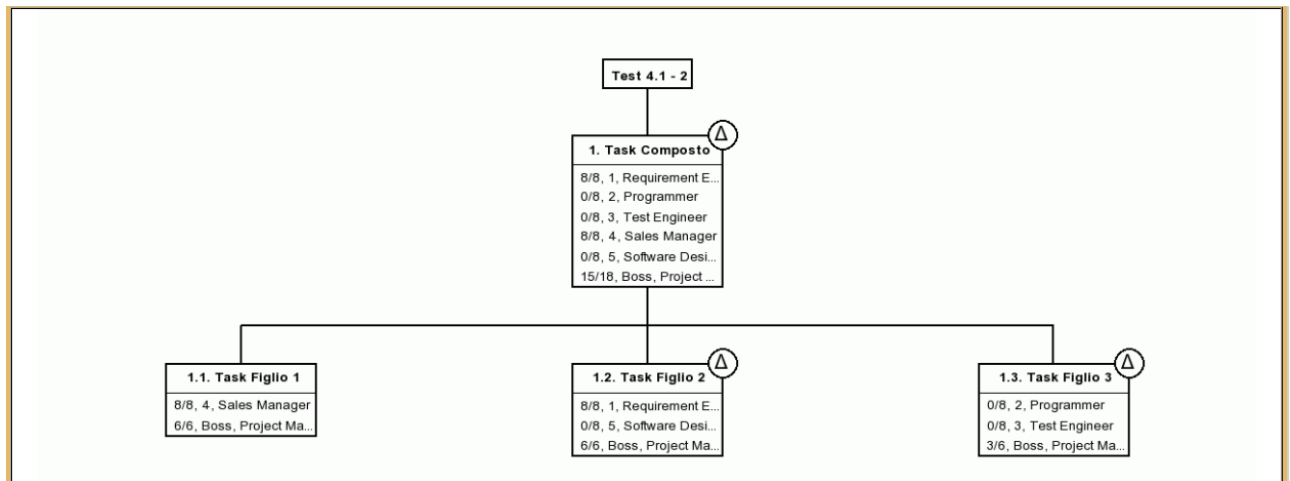 Test 4.1 - 2
Δ
1. Task Composto
8/8, 1, Requirement E...
0/8, 2, Programmer
0/8, 3, Test Engineer
8/8, 4, Sales Manager
0/8, 5, Software Desi...
15/18, Boss, Project ...
1.1. Task Figlio 1
8/8, 4, Sales Manager
6/6, Boss, Project Ma...
Δ
1.2. Task Figlio 2
8/8, 1, Requirement E...
0/8, 5, Software Desi...
6/6, Boss, Project Ma...
Δ
1.3. Task Figlio 3
0/8, 2, Programmer
0/8, 3, Test Engineer
3/6, Boss, Project Ma...